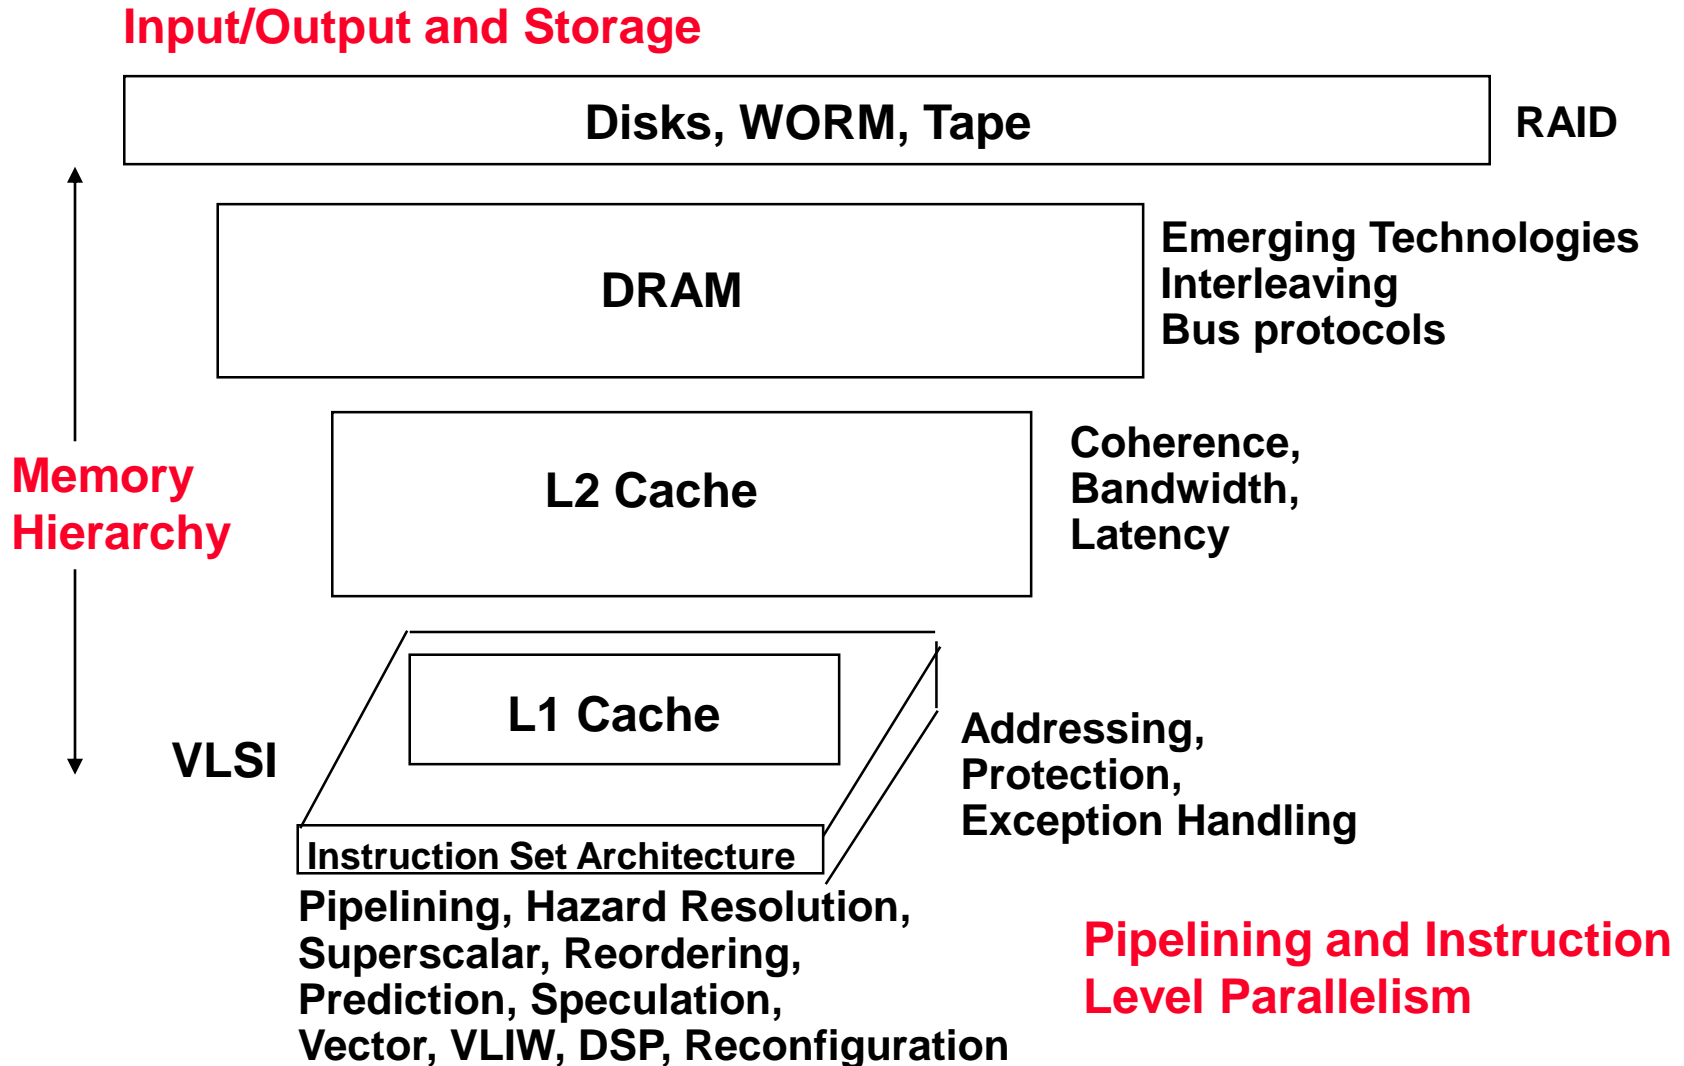 Input/Output and Storage
Disks, WORM, Tape
RAID
DRAM
Emerging Technologies
Interleaving
Bus protocols
Memory
Hierarchy
L2 Cache
Coherence,
Bandwidth,
Latency
L1 Cache
VLSI
Addressing,
Protection,
Exception Handling
Instruction Set Architecture
Pipelining, Hazard Resolution,
Superscalar, Reordering,
Prediction, Speculation,
Vector, VLIW, DSP, Reconfiguration
Pipelining and Instruction
Level Parallelism